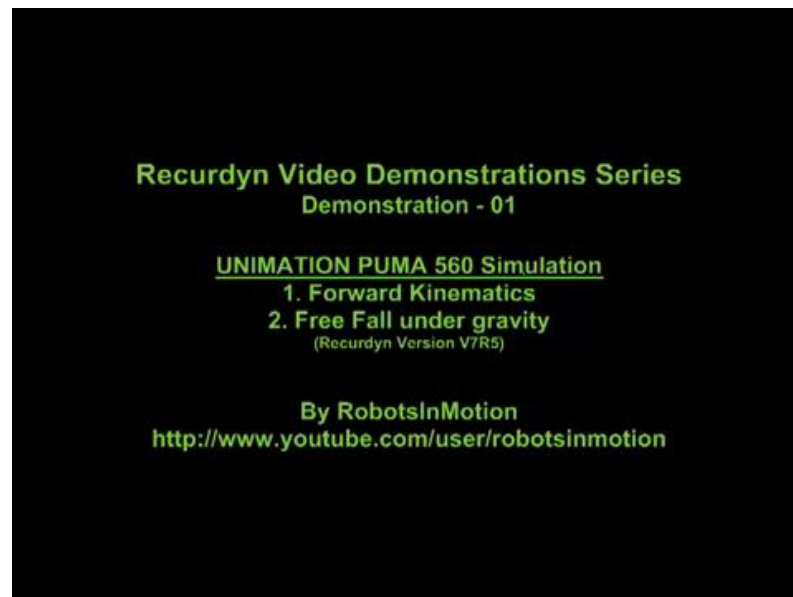 Recurdyn Video Demonstrations Series
Demonstration - 01
UNIMATION PUMA 560 Simulation
1. Forward Kinematics
2. Free Fall under gravity
(Recurdyn Version V7R5)
By RobotsInMotion
http://www.youtube.com/user/robotsinmotion